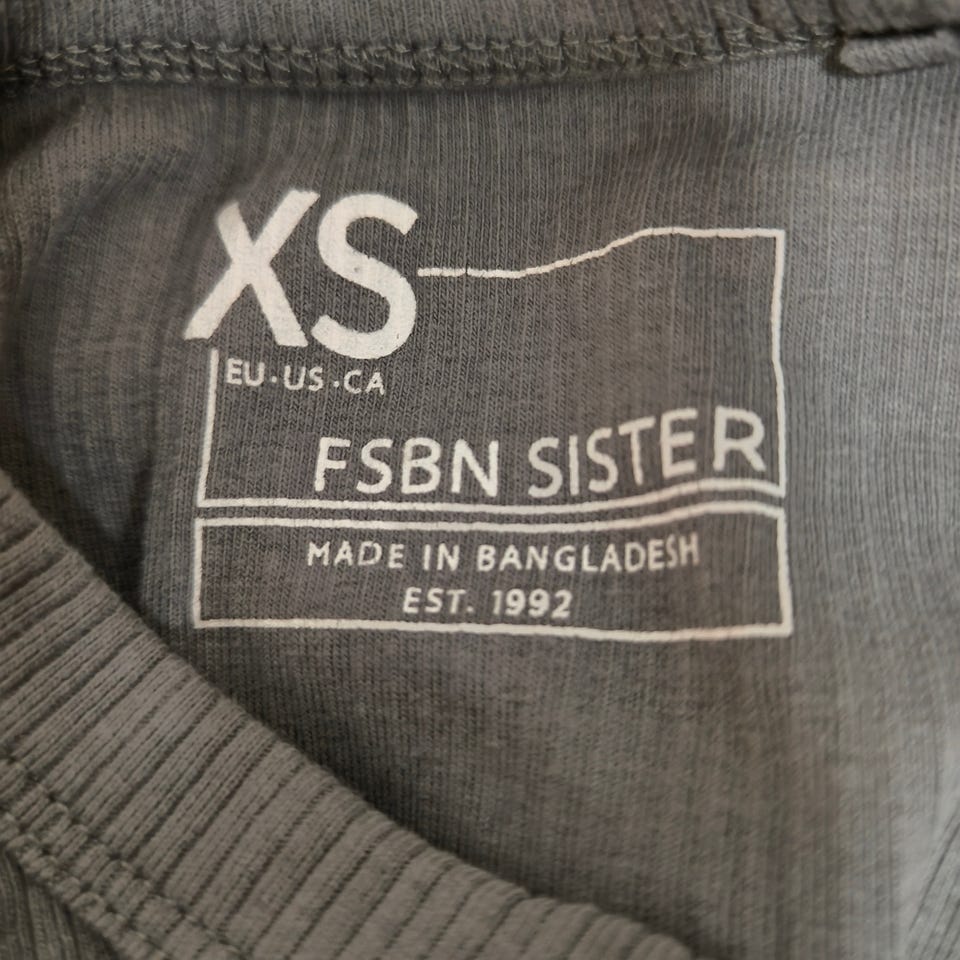 XS
EU·US·CA
FSBN SISTER
MADE IN BANGLADESH
EST. 1992